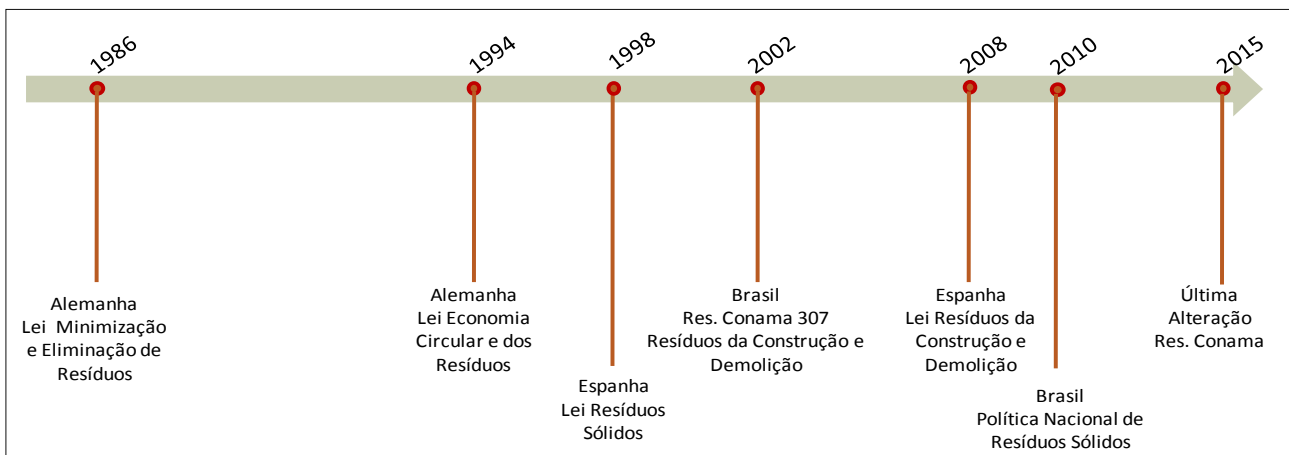 1986
1994
1998
2002
2008
2010
2015
Alemanha
Lei Minimização
e Eliminação de
Resíduos
Alemanha
Lei Economia
Circular e dos
Resíduos
Espanha
Lei Resíduos
Sólidos
Brasil
Res. Conama 307
Resíduos da Construção e
Demolição
Espanha
Lei Resíduos da
Construção e
Demolição
Brasil
Política Nacional de
Resíduos Sólidos
Última
Alteração
Res. Conama